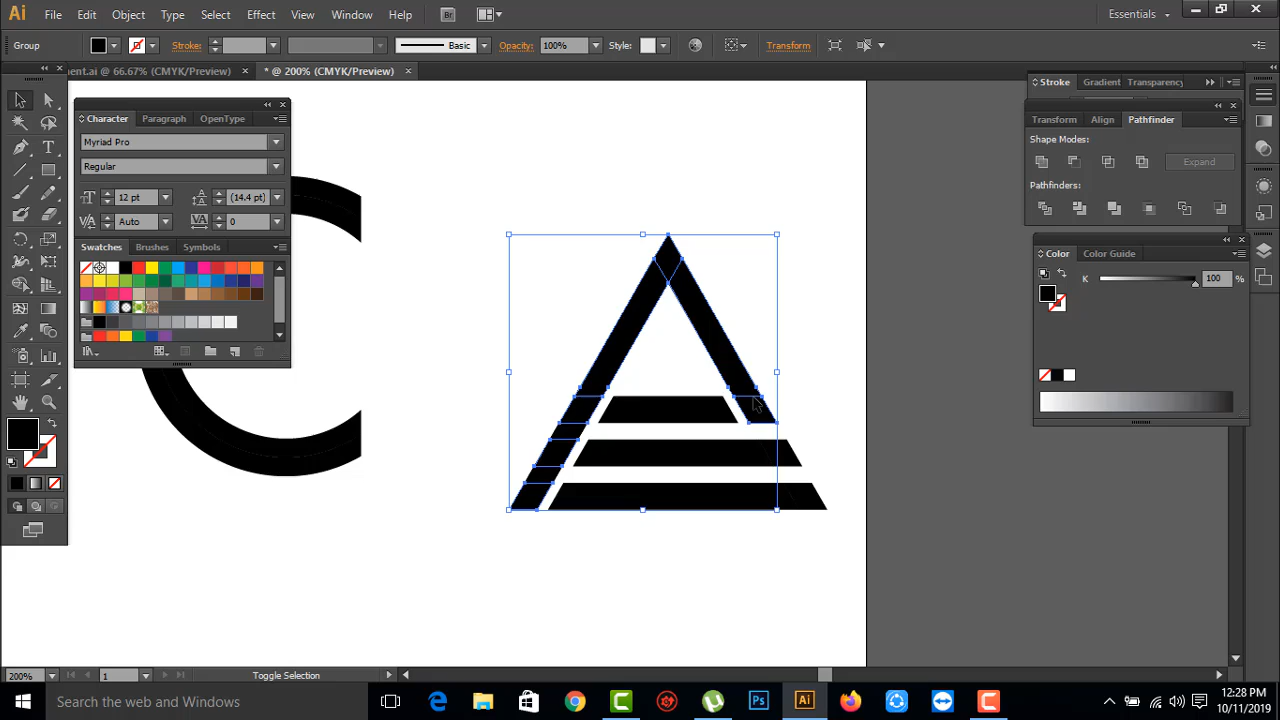 Ai File Edit Object Type Select Effect View Window Help Br Essentials
Group Stroke: Basic Opacity: 100% Style: Transform
ent.ai @ 66.67% (CMYK/Preview) × * @ 200% (CMYK/Preview) ×
Stroke Gradient Transparency
Character Paragraph OpenType
Myriad Pro
Regular
12 pt (14.4 pt)
Auto 0
Swatches Brushes Symbols
Transform Align Pathfinder
Shape Modes:
Expand
Pathfinders:
Color Color Guide
K 100 %
200% 1 Toggle Selection
Search the web and Windows
Ps Ai
12:28 PM
10/11/2019